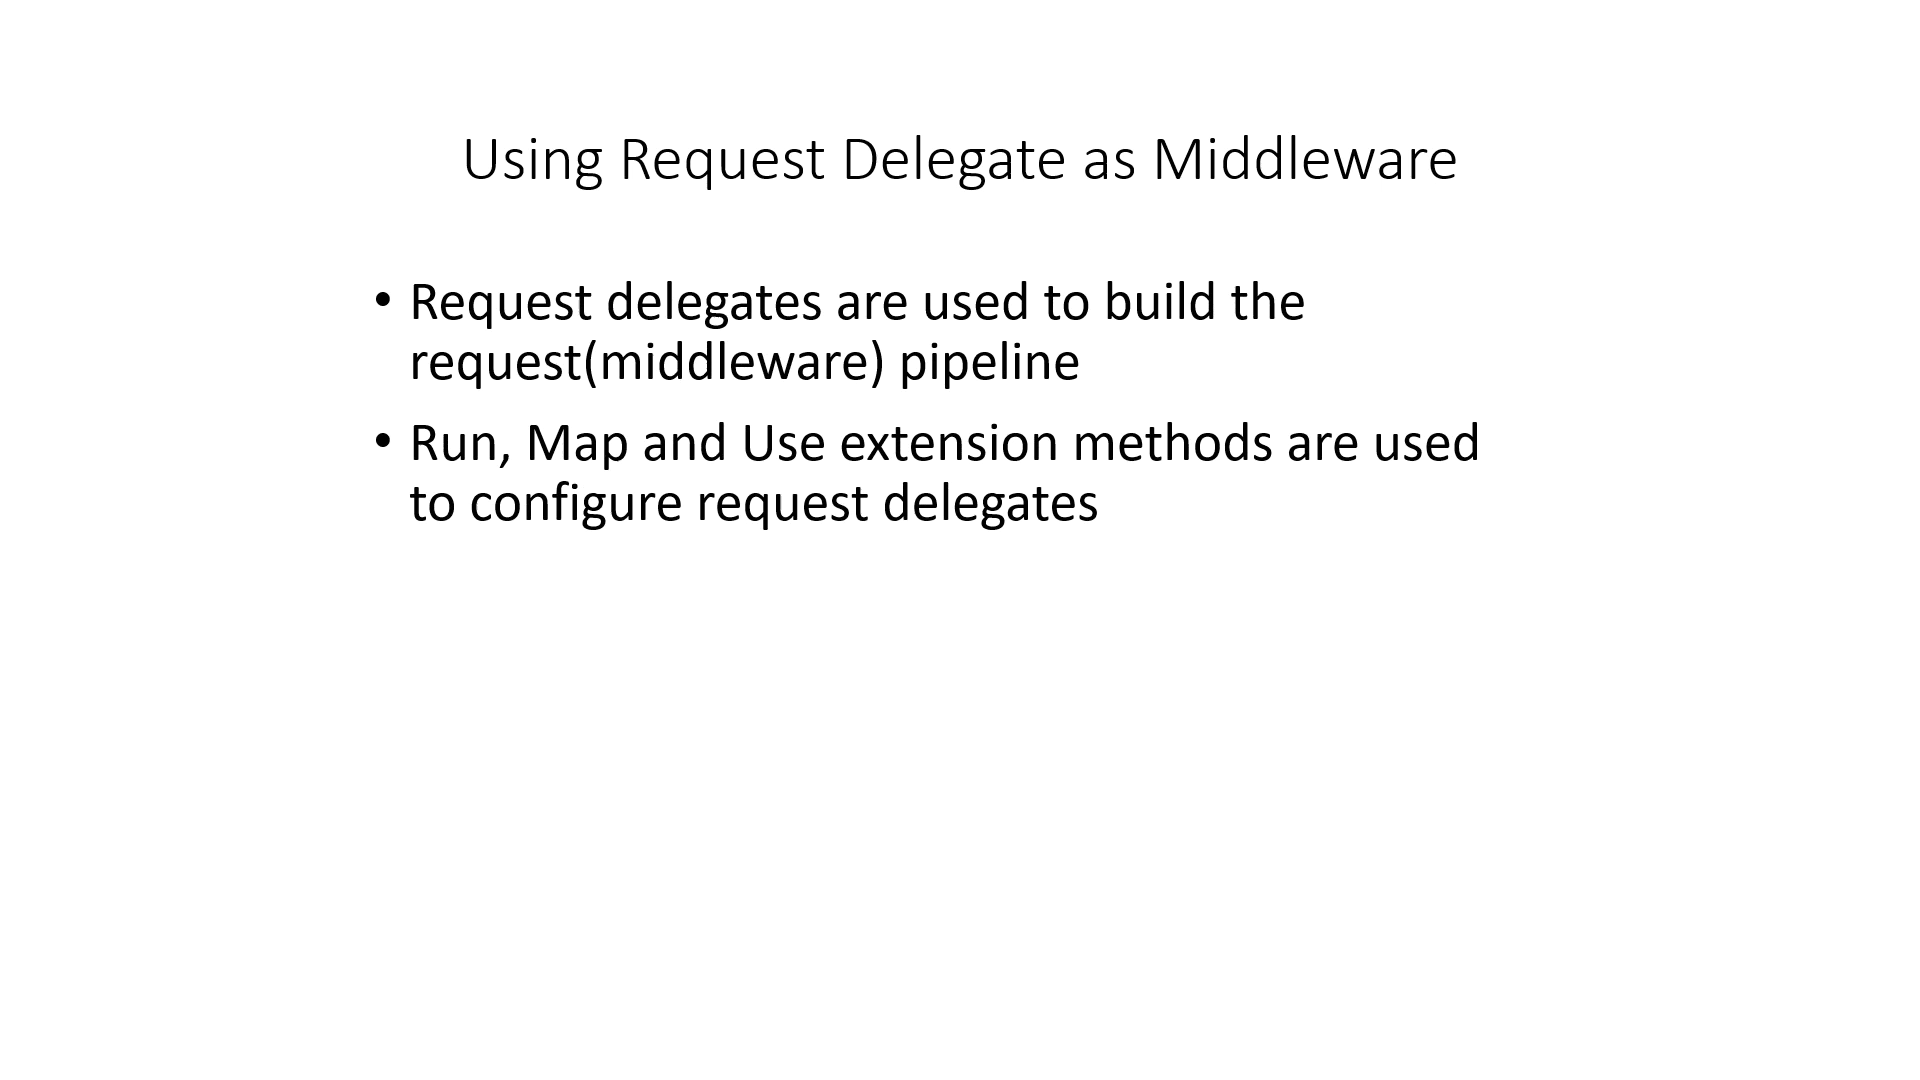 Using Request Delegate as Middleware
• Request delegates are used to build the
request(middleware) pipeline
• Run, Map and Use extension methods are used
to configure request delegates